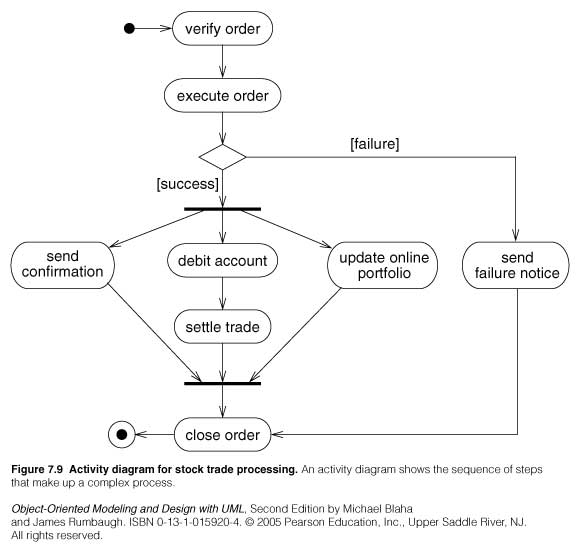 verify order
execute order
[failure]
[success]
send
confirmation
debit account
update online
portfolio
send
failure notice
settle trade
close order
Figure 7.9 Activity diagram for stock trade processing. An activity diagram shows the sequence of steps
that make up a complex process.
Object-Oriented Modeling and Design with UML, Second Edition by Michael Blaha
and James Rumbaugh. ISBN 0-13-1-015920-4. © 2005 Pearson Education, Inc., Upper Saddle River, NJ.
All rights reserved.